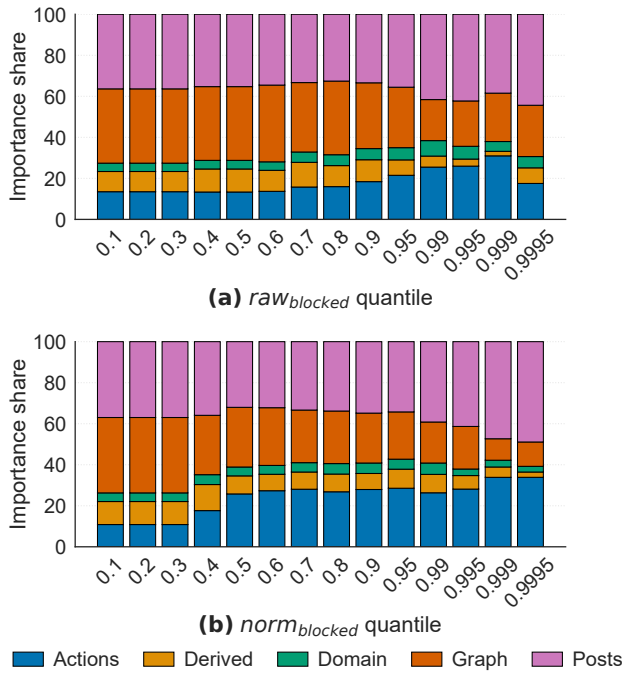 100
80
60
40
20
0
Importance share
0.1 0.2 0.3 0.4 0.5 0.6 0.7 0.8 0.9 0.95 0.99 0.995 0.999 0.9995
(a) raw_blocked quantile
100
80
60
40
20
0
Importance share
0.1 0.2 0.3 0.4 0.5 0.6 0.7 0.8 0.9 0.95 0.99 0.995 0.999 0.9995
(b) norm_blocked quantile
Actions Derived Domain Graph Posts